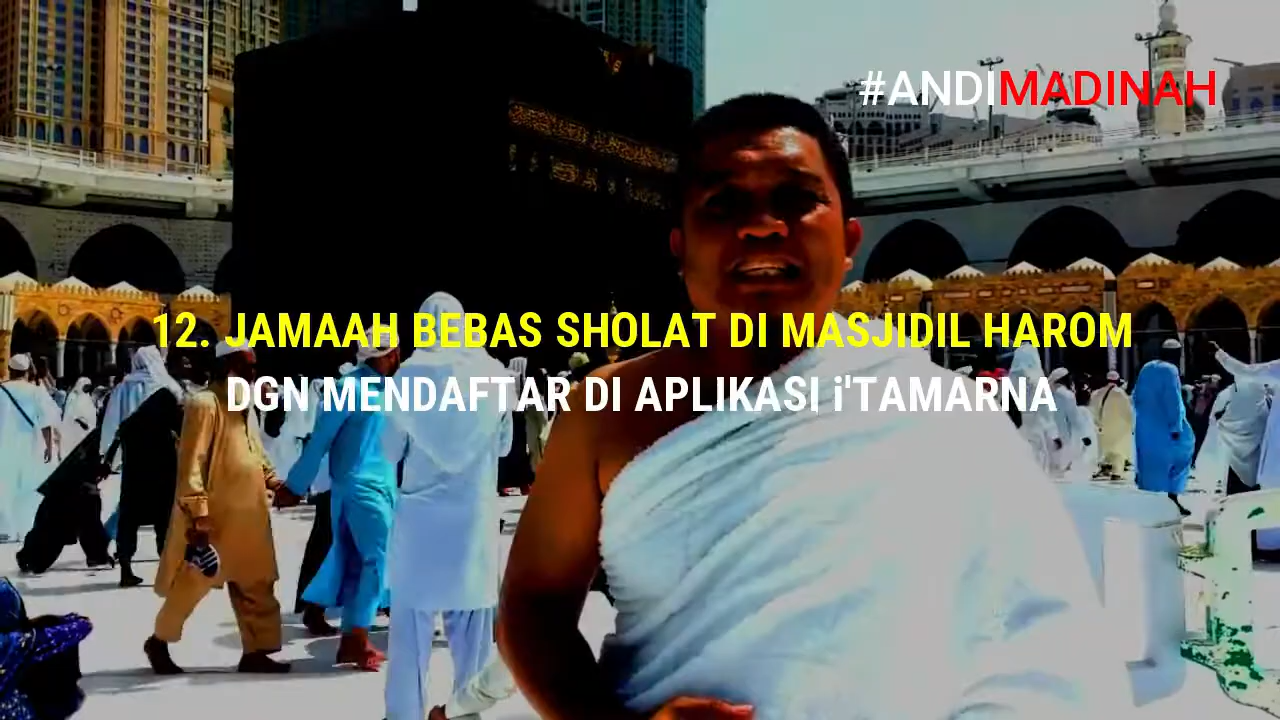 #ANDIMADINAH
12. JAMAAH BEBAS SHOLAT DI MASJIDIL HAROM
DGN MENDAFTAR DI APLIKASI i'TAMARNA